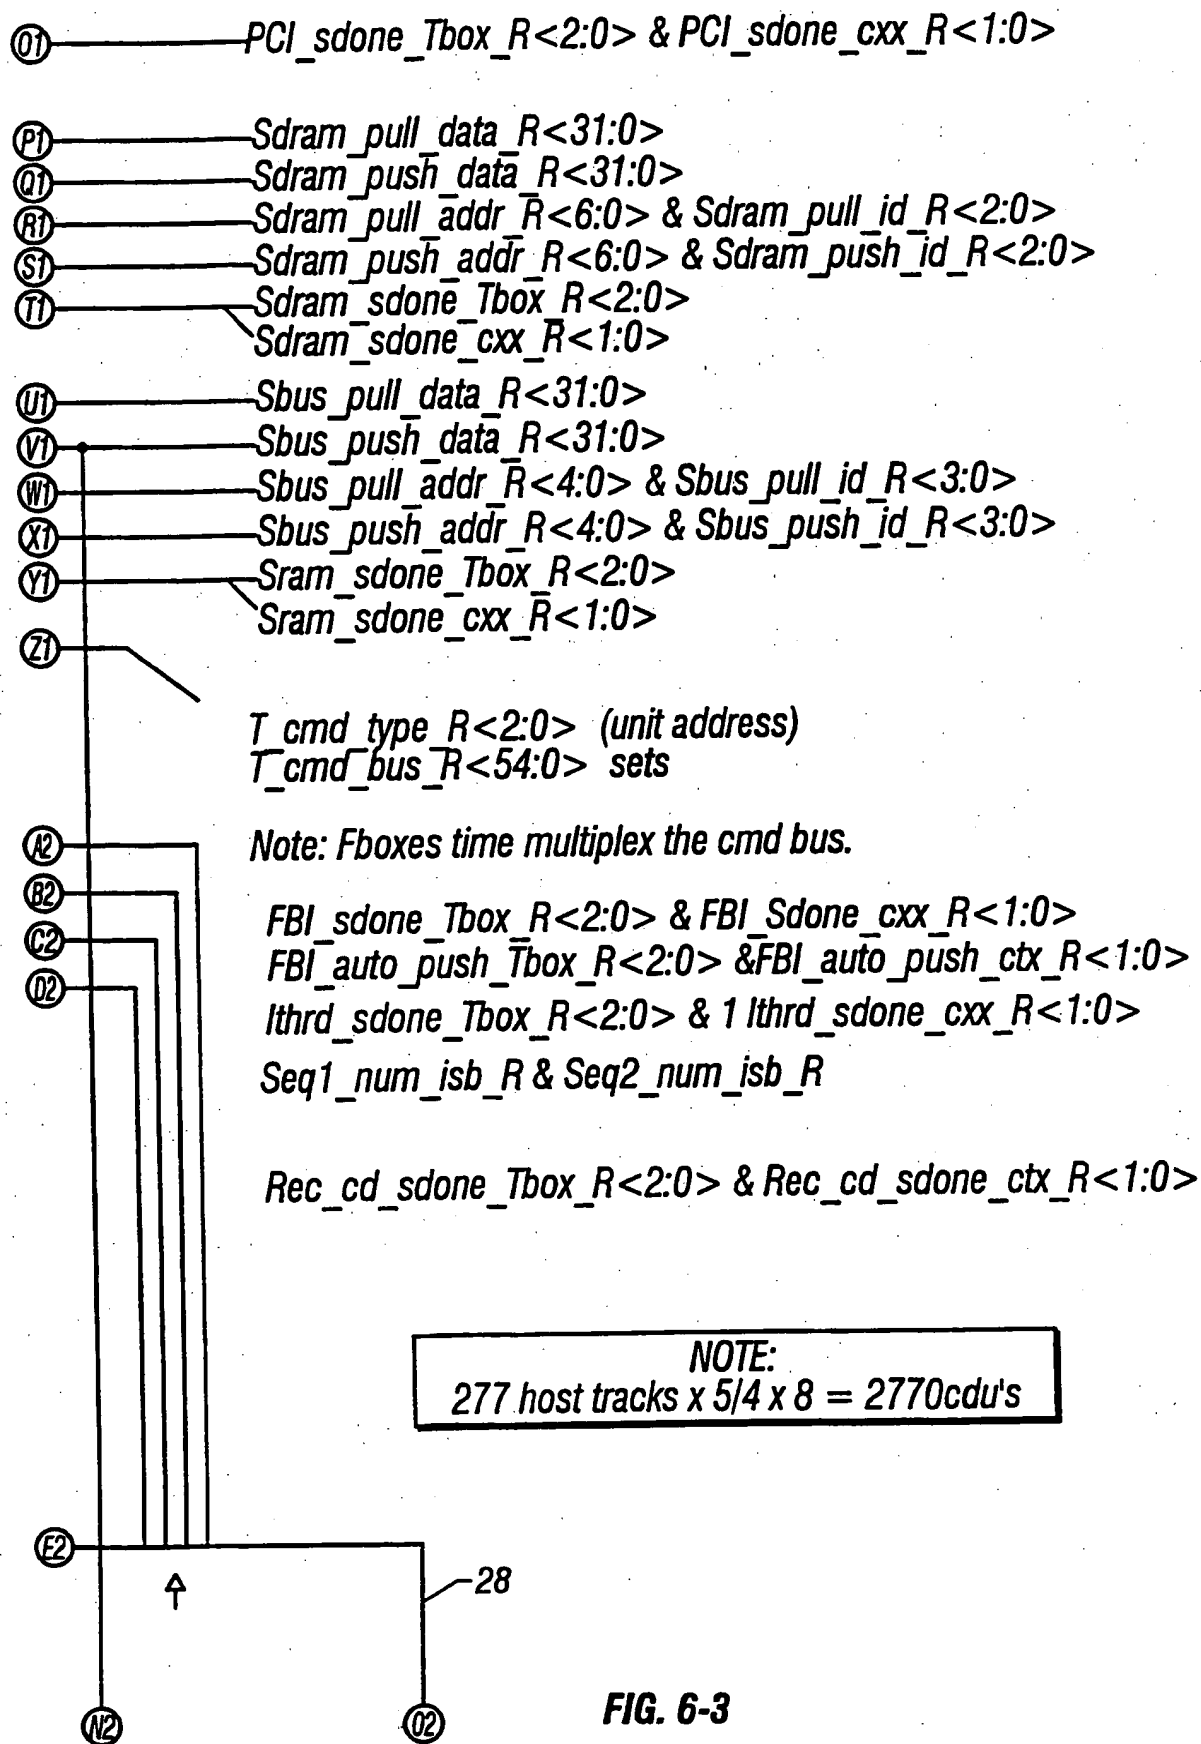 O1 PCI_sdone_Tbox_R<2:0> & PCI_sdone_cxx_R<1:0>
P1 Sdram_pull_data_R<31:0>
Q1 Sdram_push_data_R<31:0>
R1 Sdram_pull_addr_R<6:0> & Sdram_pull_id_R<2:0>
S1 Sdram_push_addr_R<6:0> & Sdram_push_id_R<2:0>
T1 Sdram_sdone_Tbox_R<2:0>
Sdram_sdone_cxx_R<1:0>
U1 Sbus_pull_data_R<31:0>
V1 Sbus_push_data_R<31:0>
W1 Sbus_pull_addr_R<4:0> & Sbus_pull_id_R<3:0>
X1 Sbus_push_addr_R<4:0> & Sbus_push_id_R<3:0>
Y1 Sram_sdone_Tbox_R<2:0>
Sram_sdone_cxx_R<1:0>
Z1
T_cmd_type_R<2:0> (unit address)
T_cmd_bus_R<54:0> sets
A2 Note: Fboxes time multiplex the cmd bus.
B2
FBI_sdone_Tbox_R<2:0> & FBI_Sdone_cxx_R<1:0>
C2
FBI_auto_push_Tbox_R<2:0> &FBI_auto_push_ctx_R<1:0>
D2
Ithrd_sdone_Tbox_R<2:0> & 1 Ithrd_sdone_cxx_R<1:0>
Seq1_num_isb_R & Seq2_num_isb_R
Rec_cd_sdone_Tbox_R<2:0> & Rec_cd_sdone_ctx_R<1:0>
NOTE:
277 host tracks x 5/4 x 8 = 2770cdu's
E2
28
N2
O2
FIG. 6-3